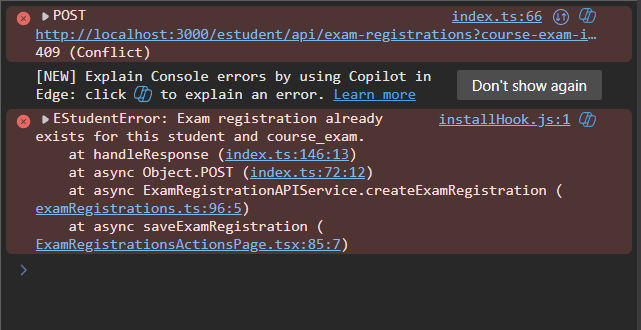 ▶POST index.ts:66
http://localhost:3000/estudent/api/exam-registrations?course-exam-i…
409 (Conflict)
[NEW] Explain Console errors by using Copilot in
Edge: click to explain an error. Learn more
Don't show again
▶EStudentError: Exam registration already installHook.js:1
exists for this student and course_exam.
at handleResponse (index.ts:146:13)
at async Object.POST (index.ts:72:12)
at async ExamRegistrationAPIService.createExamRegistration (
examRegistrations.ts:96:5)
at async saveExamRegistration (
ExamRegistrationsActionsPage.tsx:85:7)